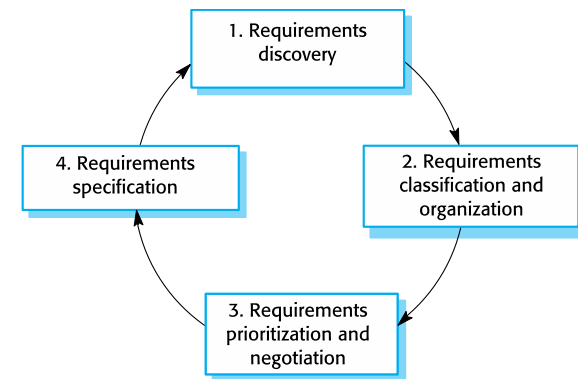 1. Requirements
discovery
2. Requirements
classification and
organization
3. Requirements
prioritization and
negotiation
4. Requirements
specification